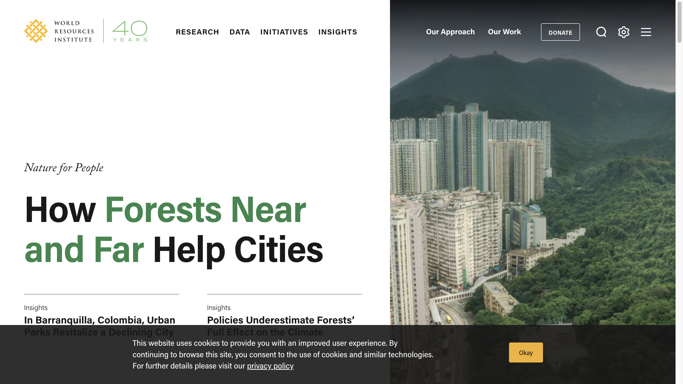 WORLD
RESOURCES
INSTITUTE
40
YEARS
RESEARCH DATA INITIATIVES INSIGHTS
Our Approach Our Work DONATE
Nature for People
How Forests Near
and Far Help Cities
Insights
In Barranquilla, Colombia, Urban
Parks Revitalize a Declining City
Insights
Policies Underestimate Forests’
Full Effect on the Climate
This website uses cookies to provide you with an improved user experience. By
continuing to browse this site, you consent to the use of cookies and similar technologies.
For further details please visit our privacy policy
Okay